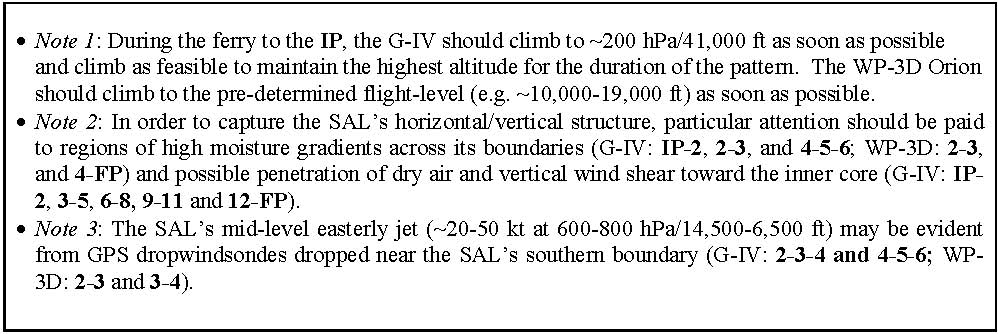 • Note 1: During the ferry to the IP, the G-IV should climb to ~200 hPa/41,000 ft as soon as possible
and climb as feasible to maintain the highest altitude for the duration of the pattern. The WP-3D Orion
should climb to the pre-determined flight-level (e.g. ~10,000-19,000 ft) as soon as possible.
• Note 2: In order to capture the SAL's horizontal/vertical structure, particular attention should be paid
to regions of high moisture gradients across its boundaries (G-IV: IP-2, 2-3, and 4-5-6; WP-3D: 2-3,
and 4-FP) and possible penetration of dry air and vertical wind shear toward the inner core (G-IV: IP-
2, 3-5, 6-8, 9-11 and 12-FP).
• Note 3: The SAL's mid-level easterly jet (~20-50 kt at 600-800 hPa/14,500-6,500 ft) may be evident
from GPS dropwindsondes dropped near the SAL's southern boundary (G-IV: 2-3-4 and 4-5-6; WP-
3D: 2-3 and 3-4).